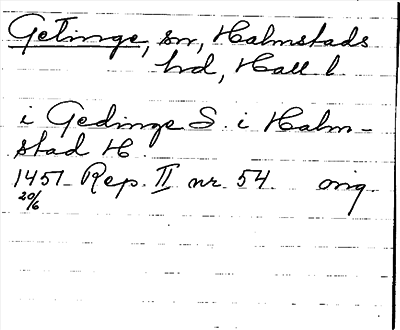 Getinge, sn, Halmstads
hd, Hall l.
i Gedinge S. i Halm-
stad H.
1451 Rep. II nr 54. orig.
20/6